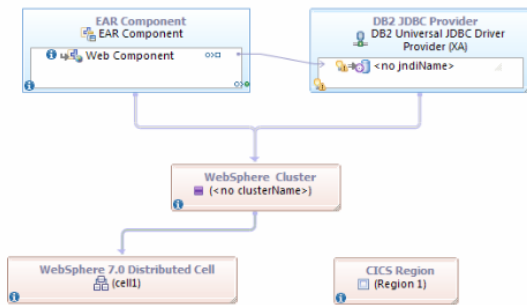 EAR Component
EAR Component
Web Component
DB2 JDBC Provider
DB2 Universal JDBC Driver
Provider (XA)
<no jndiName>
WebSphere Cluster
(<no clusterName>)
WebSphere 7.0 Distributed Cell
(cell1)
CICS Region
(Region 1)